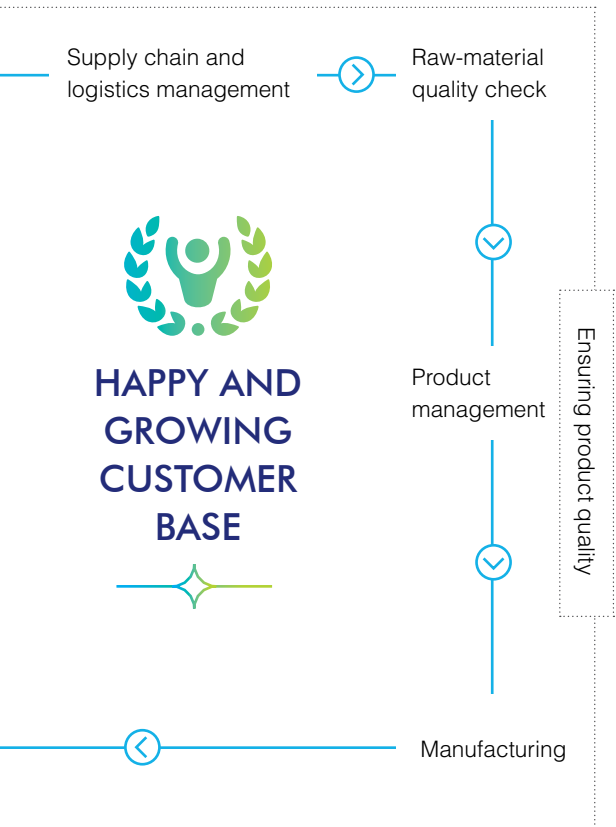 Supply chain and
logistics management
Raw-material
quality check
HAPPY AND
GROWING
CUSTOMER
BASE
Product
management
Ensuring product quality
Manufacturing